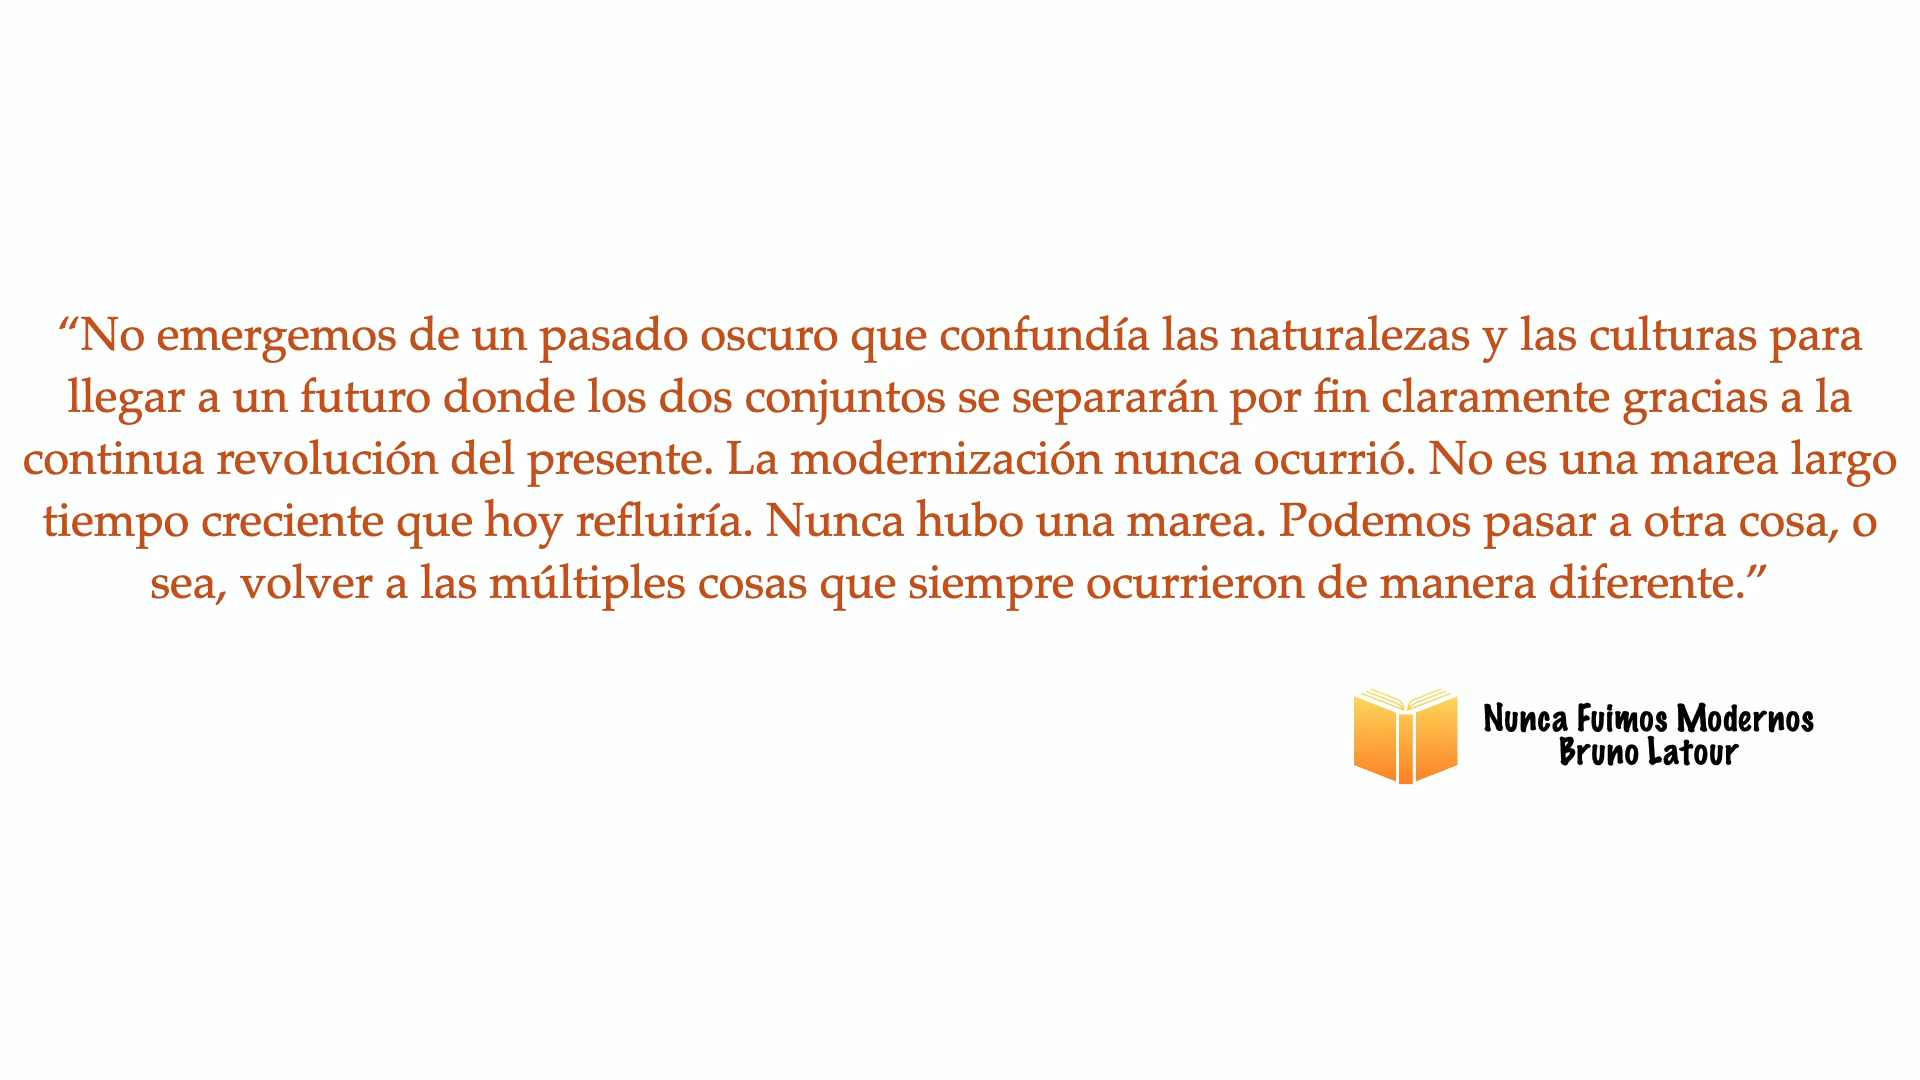 “No emergemos de un pasado oscuro que confundía las naturalezas y las culturas para
llegar a un futuro donde los dos conjuntos se separarán por fin claramente gracias a la
continua revolución del presente. La modernización nunca ocurrió. No es una marea largo
tiempo creciente que hoy refluiría. Nunca hubo una marea. Podemos pasar a otra cosa, o
sea, volver a las múltiples cosas que siempre ocurrieron de manera diferente.”
Nunca Fuimos Modernos
Bruno Latour